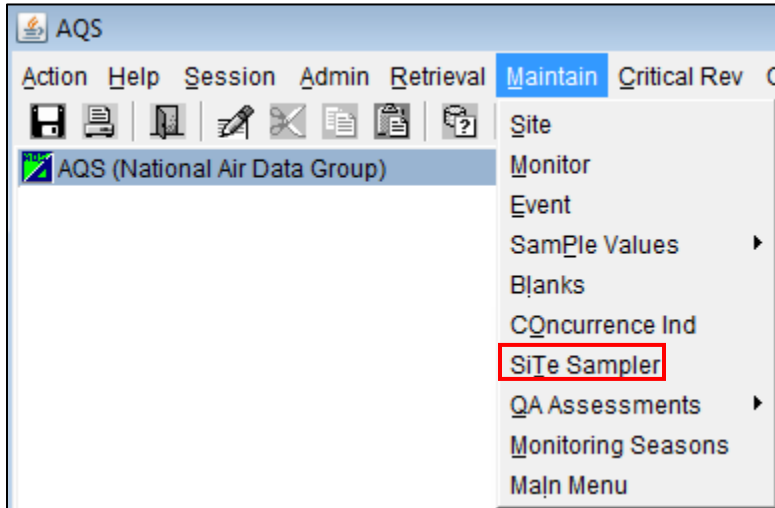 AQS
Action Help Session Admin Retrieval Maintain Critical Rev
AQS (National Air Data Group)
Site
Monitor
Event
SamPle Values
Blanks
COncurrence Ind
SiTe Sampler
QA Assessments
Monitoring Seasons
MaIn Menu